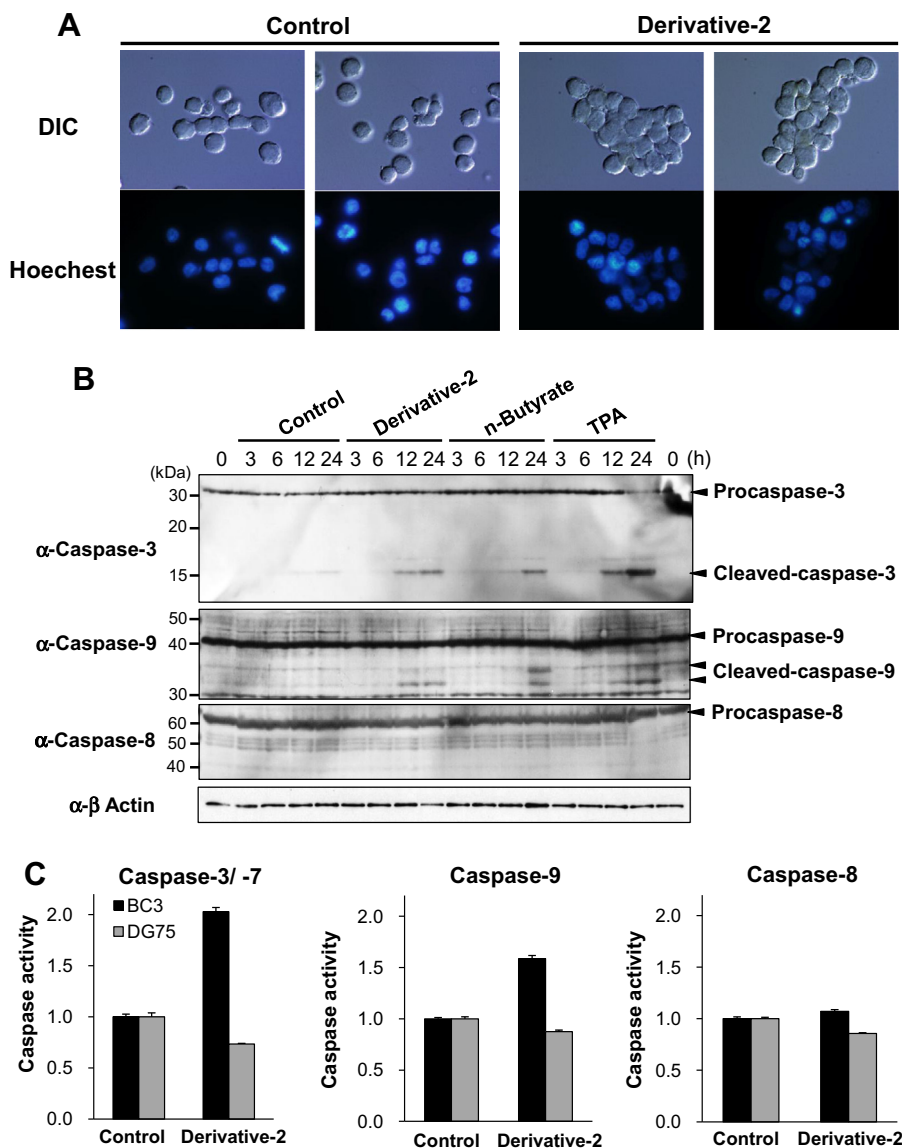 A
Control Derivative-2
DIC
Hoechest
B
Control Derivative-2 n-Butyrate TPA
0 3 6 12 24 3 6 12 24 3 6 12 24 3 6 12 24 0 (h)
(kDa)
30
20
15
α-Caspase-3
Procaspase-3
Cleaved-caspase-3
50
40
30
α-Caspase-9
Procaspase-9
Cleaved-caspase-9
60
50
40
α-Caspase-8
Procaspase-8
α-β Actin
C
Caspase-3/ -7
Caspase activity
2.0
1.5
1.0
0.5
0.0
BC3
DG75
Control Derivative-2
Caspase-9
Caspase activity
2.0
1.5
1.0
0.5
0.0
Control Derivative-2
Caspase-8
Caspase activity
2.0
1.5
1.0
0.5
0.0
Control Derivative-2